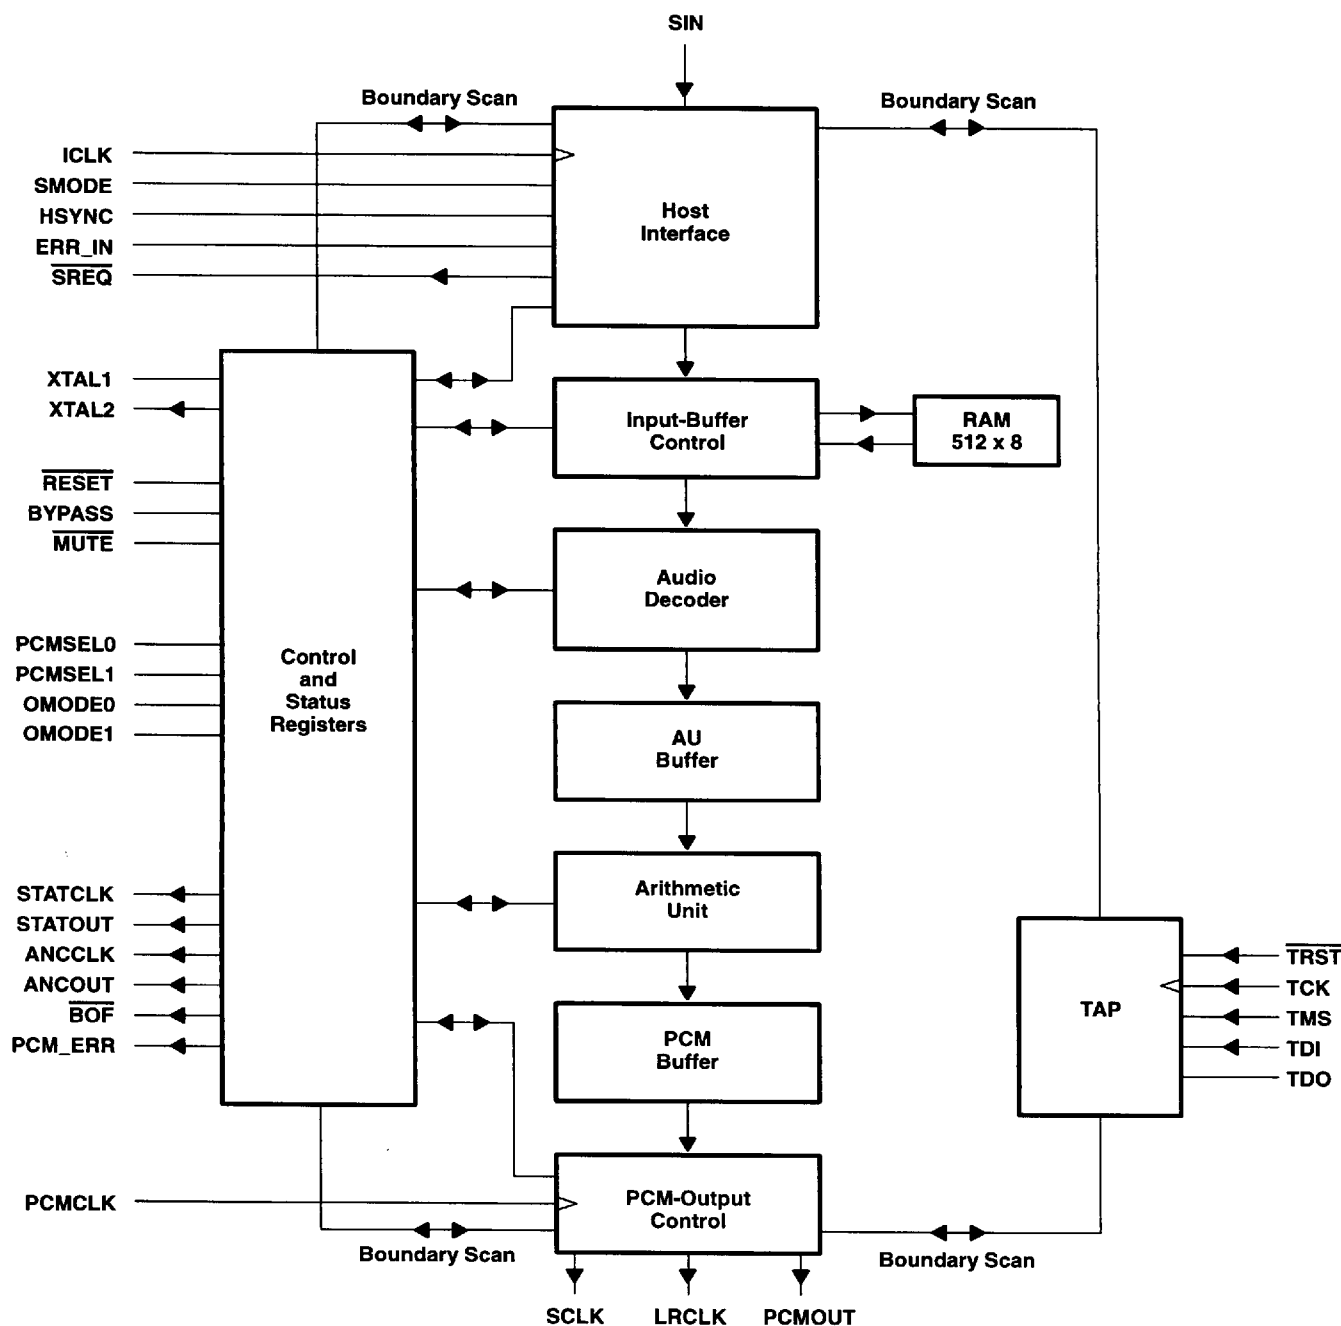 SIN
Boundary Scan
Boundary Scan
ICLK
SMODE
HSYNC
ERR_IN
SREQ
Host
Interface
XTAL1
XTAL2
Input-Buffer
Control
RAM
512 x 8
RESET
BYPASS
MUTE
Audio
Decoder
PCMSEL0
PCMSEL1
OMODE0
OMODE1
Control
and
Status
Registers
AU
Buffer
STATCLK
STATOUT
ANCCLK
ANCOUT
BOF
PCM_ERR
Arithmetic
Unit
TAP
TRST
TCK
TMS
TDI
TDO
PCM
Buffer
PCMCLK
PCM-Output
Control
Boundary Scan
Boundary Scan
SCLK
LRCLK
PCMOUT